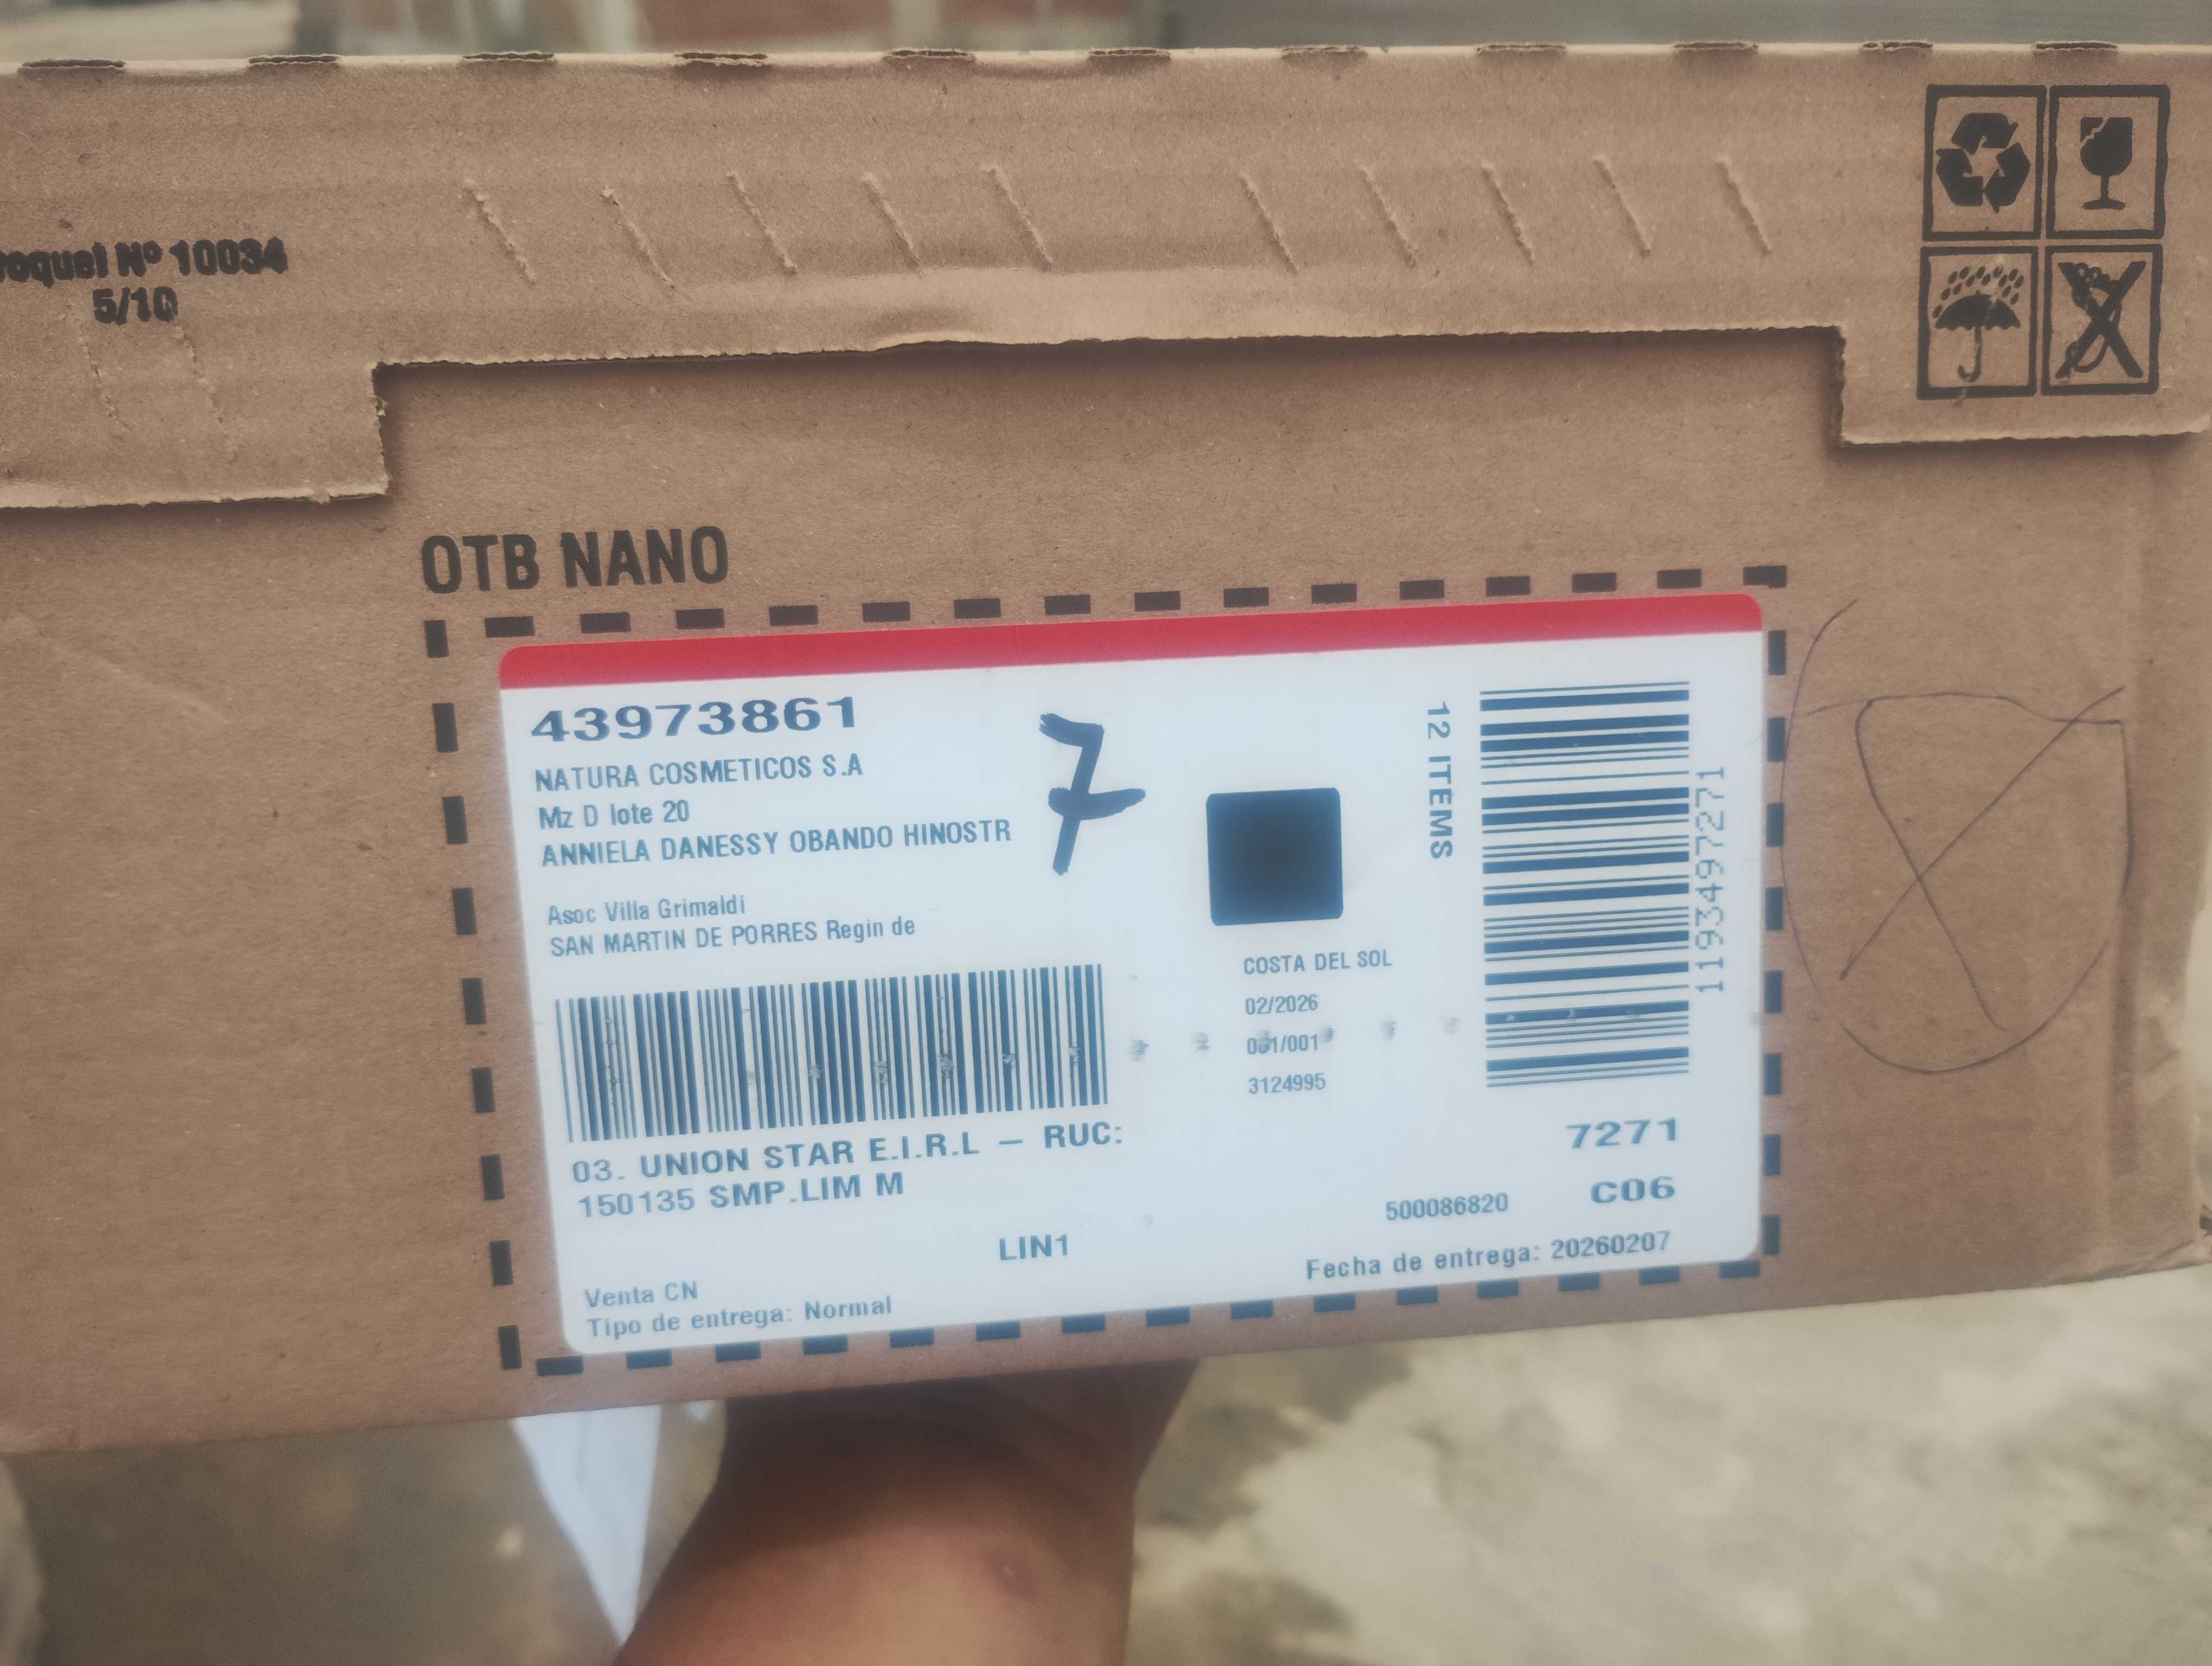 Nº 10034
5/10
OTB NANO
43973861
NATURA COSMETICOS S.A
Mz D lote 20
ANNIELA DANESSY OBANDO HINOSTR
7
Asoc Villa Grimaldi
SAN MARTIN DE PORRES Regin de
12 ITEMS
119349727​1
COSTA DEL SOL
02/2026
001/001
3124995
03. UNION STAR E.I.R.L – RUC:
150135 SMP.LIM M
7271
C06
500086820
LIN1
Fecha de entrega: 20260207
Venta CN
Tipo de entrega: Normal